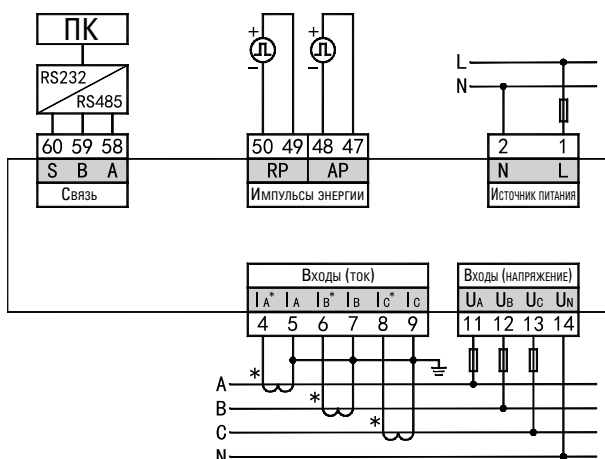 ПК
RS232
RS485
60 59 58
S B A
Связь
+
−
+
−
50 49 48 47
RP AP
Импульсы энергии
L
N
2 1
N L
Источник питания
Входы (ток)
IA* IA IB* IB IC* IC
4 5 6 7 8 9
Входы (напряжение)
UA UB UC UN
11 12 13 14
*
*
*
A
B
C
N